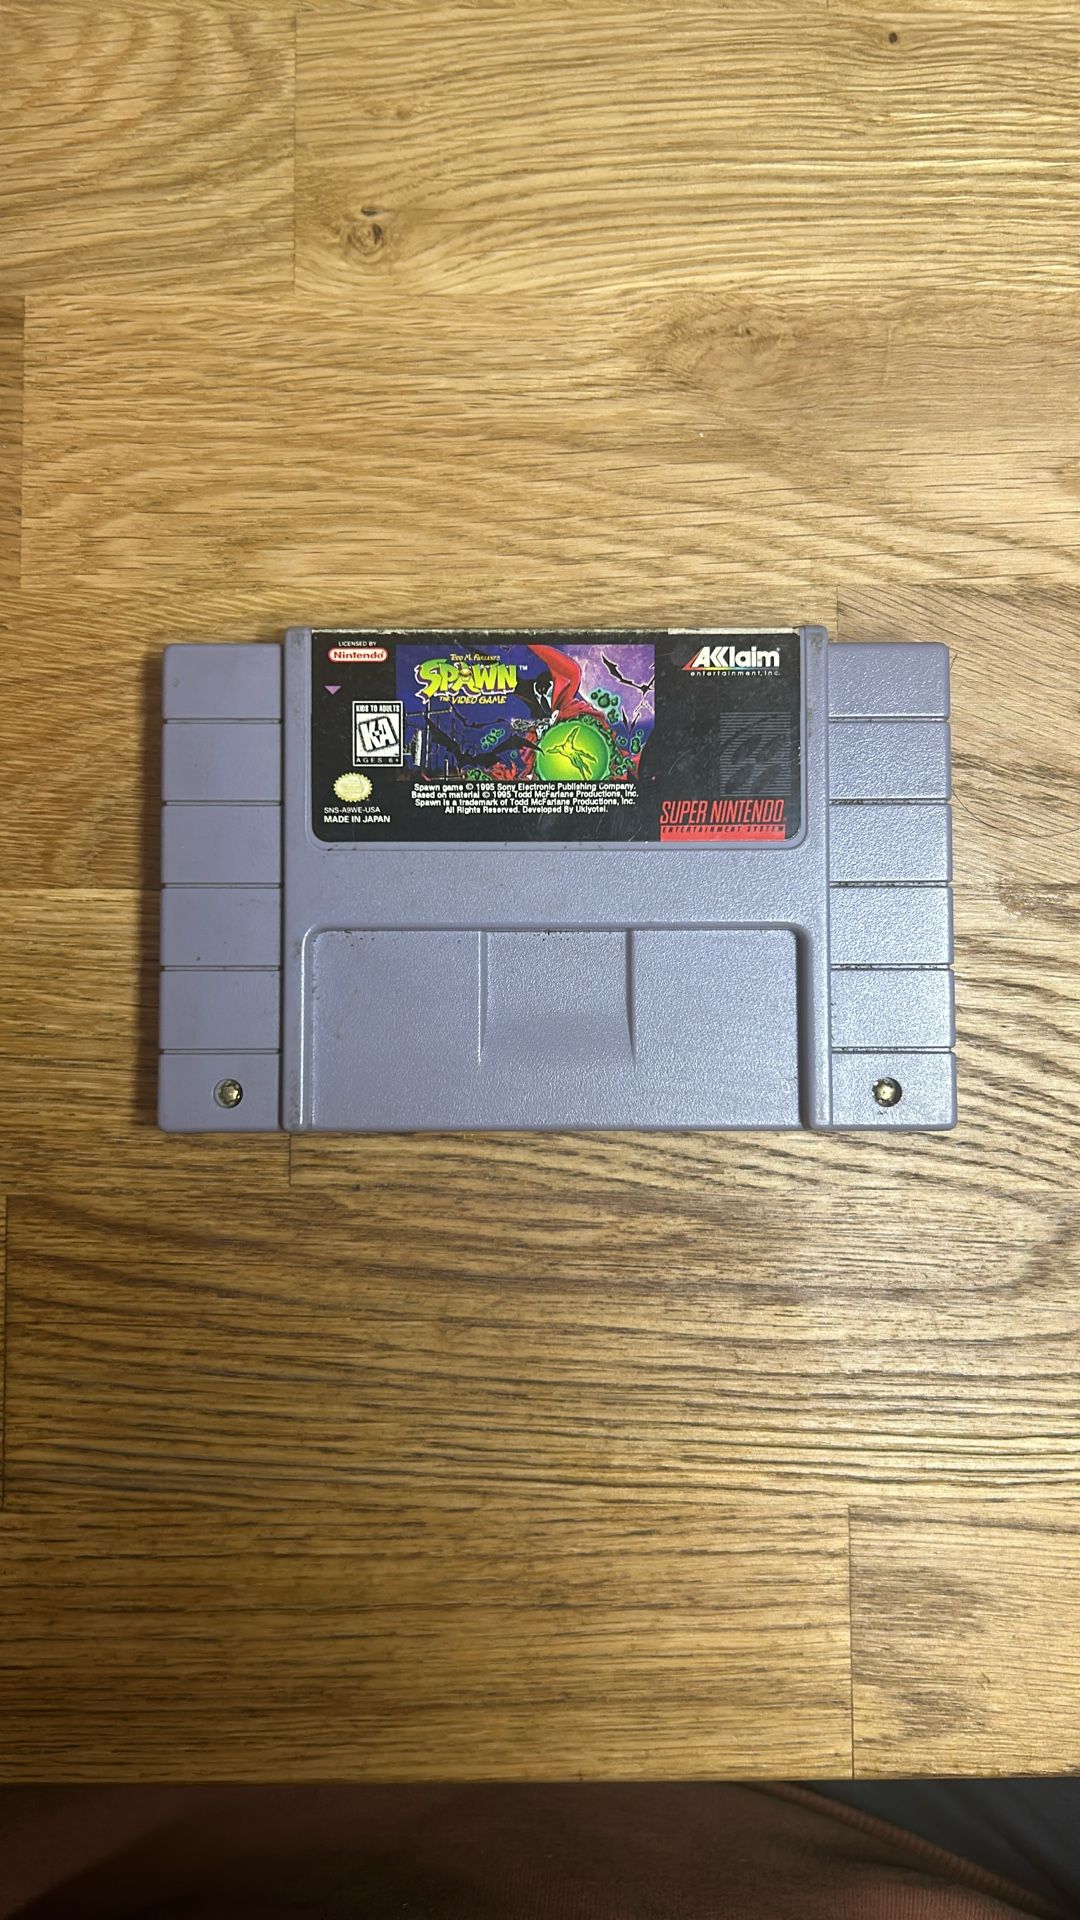 LICENSED BY
Nintendo
TODD McFARLANE'S
SPAWN™
THE VIDEO GAME
AKKlaim
entertainment, inc.
KIDS TO ADULTS
K-A
AGES 6+
SNS-A9WE-USA
MADE IN JAPAN
Spawn game © 1995 Sony Electronic Publishing Company.
Based on material © 1995 Todd McFarlane Productions, Inc.
Spawn is a trademark of Todd McFarlane Productions, Inc.
All Rights Reserved. Developed By Ukiyotei.
SUPER NINTENDO
ENTERTAINMENT SYSTEM